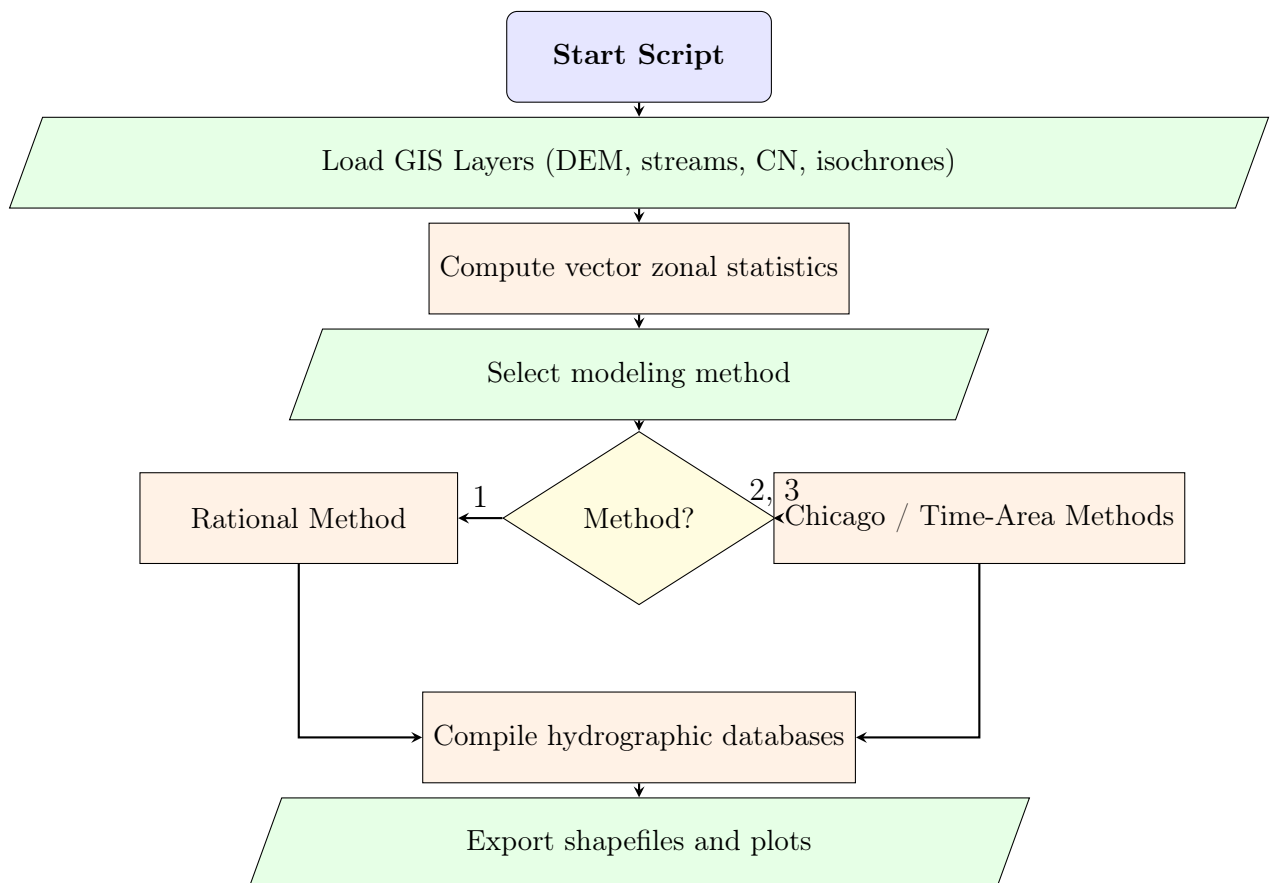 Start Script
Load GIS Layers (DEM, streams, CN, isochrones)
Compute vector zonal statistics
Select modeling method
Method?
1
Rational Method
2, 3
Chicago / Time-Area Methods
Compile hydrographic databases
Export shapefiles and plots